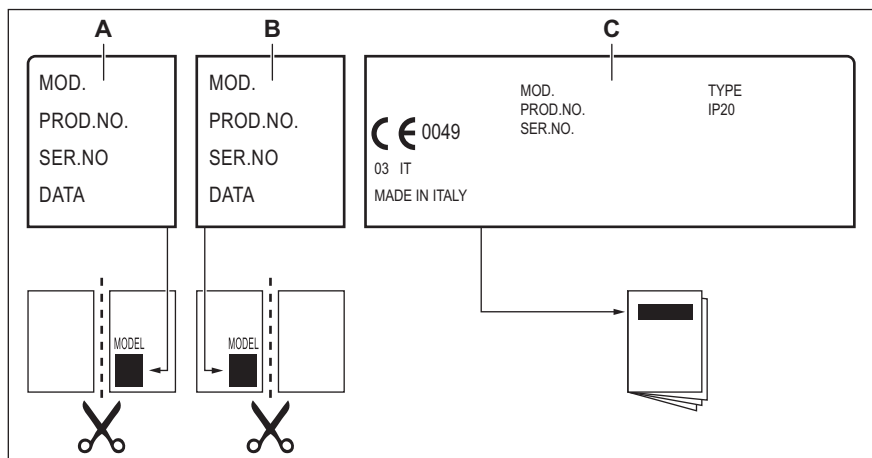 A
B
C
MOD.
PROD.NO.
SER.NO
DATA
MOD.
PROD.NO.
SER.NO
DATA
MOD.
PROD.NO.
SER.NO.
TYPE
IP20
CE 0049
03 IT
MADE IN ITALY
MODEL
MODEL